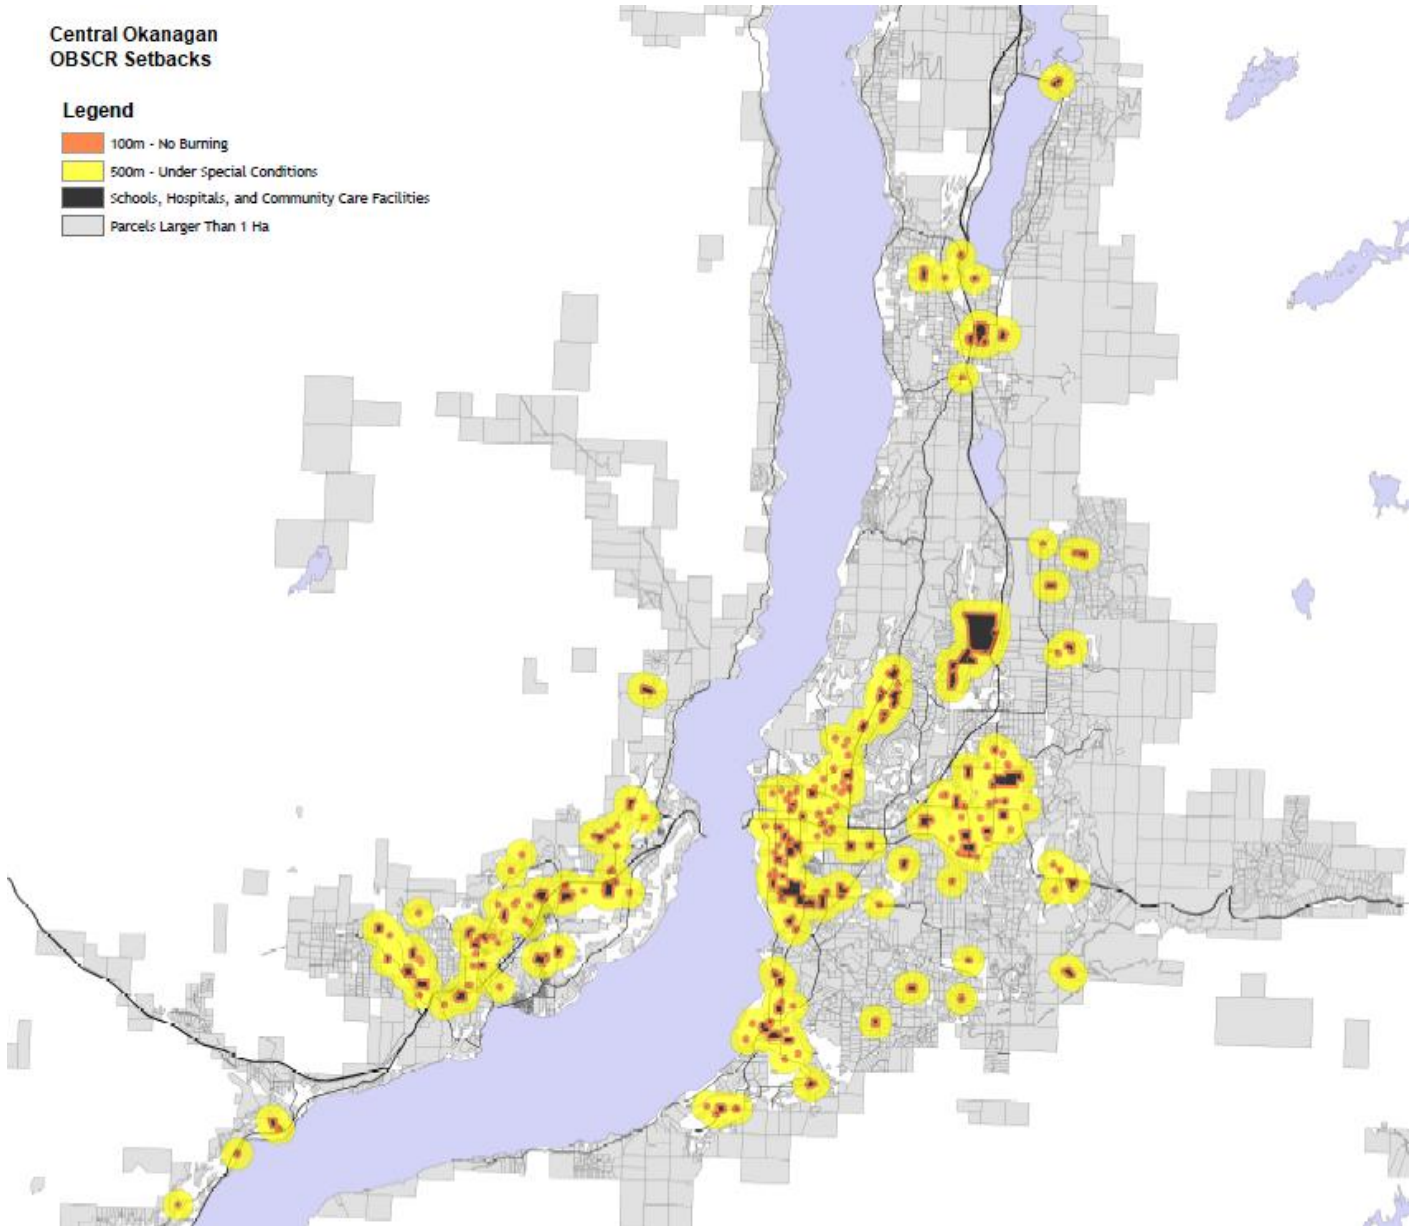 Central Okanagan
OBSCR Setbacks
Legend
100m - No Burning
500m - Under Special Conditions
Schools, Hospitals, and Community Care Facilities
Parcels Larger Than 1 Ha